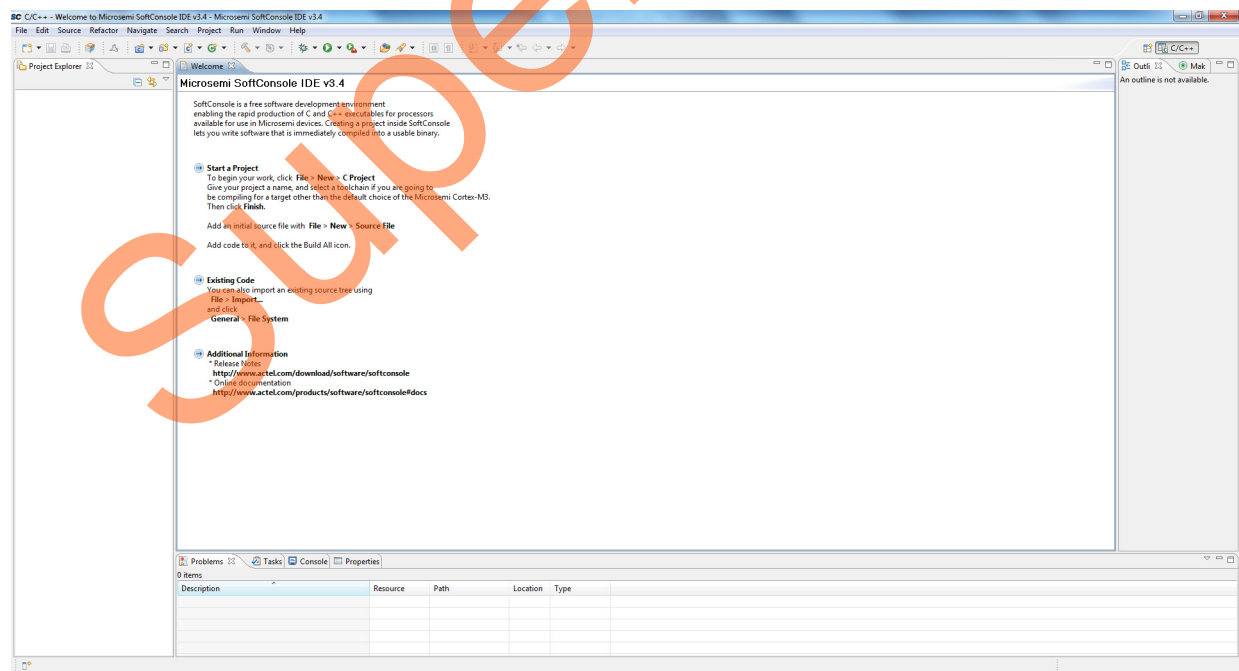 SC C/C++ - Welcome to Microsemi SoftConsole IDE v3.4 - Microsemi SoftConsole IDE v3.4
File Edit Source Refactor Navigate Search Project Run Window Help
C/C++
Project Explorer
Welcome
Outli
Mak
Microsemi SoftConsole IDE v3.4
An outline is not available.
SoftConsole is a free software development environment
enabling the rapid production of C and C++ executables for processors
available for use in Microsemi devices. Creating a project inside SoftConsole
lets you write software that is immediately compiled into a usable binary.
Start a Project
To begin your work, click File > New > C Project
Give your project a name, and select a toolchain if you are going to
be compiling for a target other than the default choice of the Microsemi Cortex-M3.
Then click Finish.
Add an initial source file with File > New > Source File
Add code to it, and click the Build All icon.
Existing Code
You can also import an existing source tree using
File > Import...
and click
General > File System
Additional Information
* Release Notes
http://www.actel.com/download/software/softconsole
* Online documentation
http://www.actel.com/products/software/softconsole#docs
Problems Tasks Console Properties
0 items
Description Resource Path Location Type
Supe